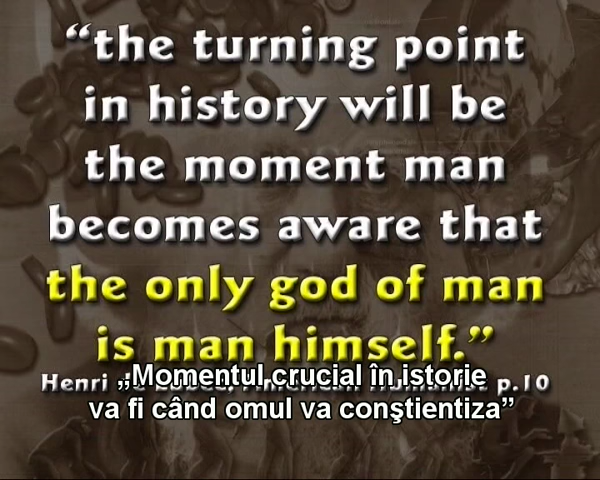 “the turning point
in history will be
the moment man
becomes aware that
the only god of man
is man himself.”
Henri p.10
„Momentul crucial în istorie
va fi când omul va conştientiza”